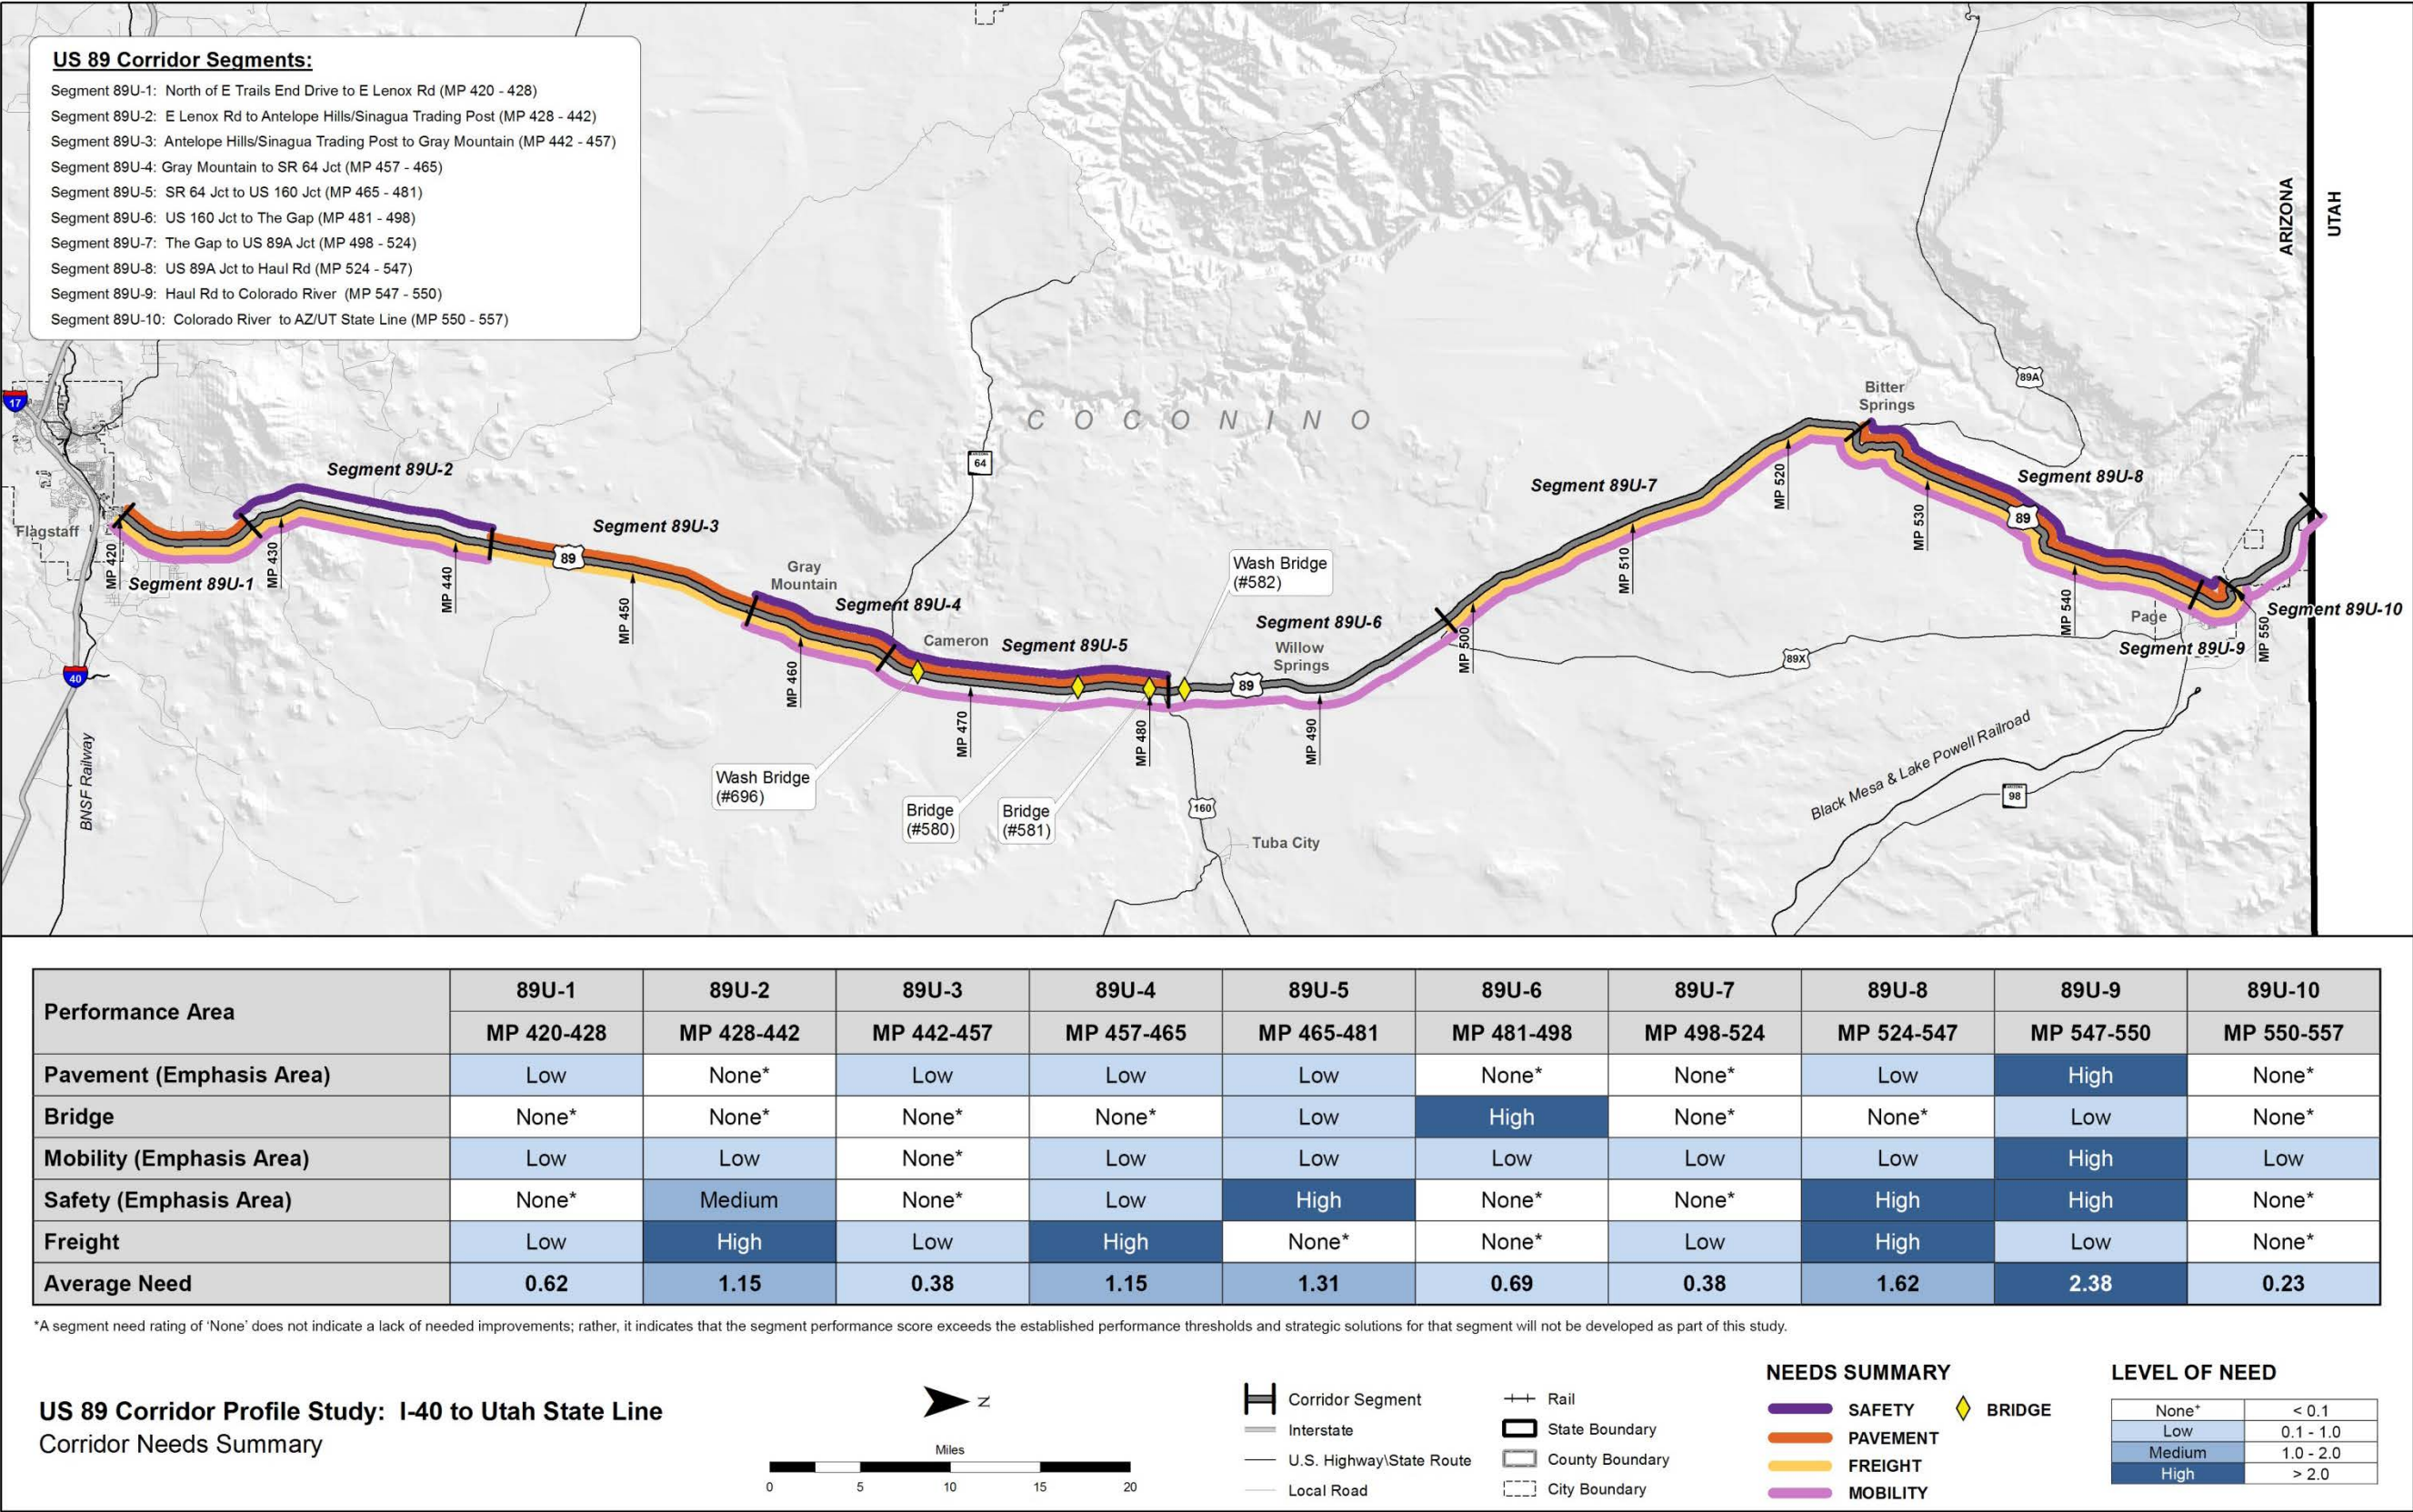 US 89 Corridor Segments:
Segment 89U-1: North of E Trails End Drive to E Lenox Rd (MP 420 - 428)
Segment 89U-2: E Lenox Rd to Antelope Hills/Sinagua Trading Post (MP 428 - 442)
Segment 89U-3: Antelope Hills/Sinagua Trading Post to Gray Mountain (MP 442 - 457)
Segment 89U-4: Gray Mountain to SR 64 Jct (MP 457 - 465)
Segment 89U-5: SR 64 Jct to US 160 Jct (MP 465 - 481)
Segment 89U-6: US 160 Jct to The Gap (MP 481 - 498)
Segment 89U-7: The Gap to US 89A Jct (MP 498 - 524)
Segment 89U-8: US 89A Jct to Haul Rd (MP 524 - 547)
Segment 89U-9: Haul Rd to Colorado River (MP 547 - 550)
Segment 89U-10: Colorado River to AZ/UT State Line (MP 550 - 557)
ARIZONA
UTAH
17
89A
Bitter
Springs
COCONINO
64
Segment 89U-2
Segment 89U-7
Segment 89U-8
Segment 89U-3
Flagstaff
89
89
MP 420
Segment 89U-1
MP 430
MP 440
MP 450
Gray
Mountain
Segment 89U-4
Wash Bridge
(#582)
MP 510
MP 520
MP 530
MP 540
Page
Segment 89U-10
Segment 89U-9
MP 550
Cameron
Segment 89U-5
Segment 89U-6
Willow
Springs
MP 500
89X
40
MP 460
89
MP 470
MP 480
MP 490
BNSF Railway
Wash Bridge
(#696)
Bridge
(#580)
Bridge
(#581)
160
Tuba City
Black Mesa & Lake Powell Railroad
98
Performance Area 89U-1 89U-2 89U-3 89U-4 89U-5 89U-6 89U-7 89U-8 89U-9 89U-10
MP 420-428 MP 428-442 MP 442-457 MP 457-465 MP 465-481 MP 481-498 MP 498-524 MP 524-547 MP 547-550 MP 550-557
Pavement (Emphasis Area) Low None* Low Low Low None* None* Low High None*
Bridge None* None* None* None* Low High None* None* Low None*
Mobility (Emphasis Area) Low Low None* Low Low Low Low Low High Low
Safety (Emphasis Area) None* Medium None* Low High None* None* High High None*
Freight Low High Low High None* None* Low High Low None*
Average Need 0.62 1.15 0.38 1.15 1.31 0.69 0.38 1.62 2.38 0.23
*A segment need rating of 'None' does not indicate a lack of needed improvements; rather, it indicates that the segment performance score exceeds the established performance thresholds and strategic solutions for that segment will not be developed as part of this study.
US 89 Corridor Profile Study: I-40 to Utah State Line
Corridor Needs Summary
N
Miles
0 5 10 15 20
Corridor Segment
Interstate
U.S. Highway\State Route
Local Road
Rail
State Boundary
County Boundary
City Boundary
NEEDS SUMMARY
SAFETY
BRIDGE
PAVEMENT
FREIGHT
MOBILITY
LEVEL OF NEED
None⁺ < 0.1
Low 0.1 - 1.0
Medium 1.0 - 2.0
High > 2.0